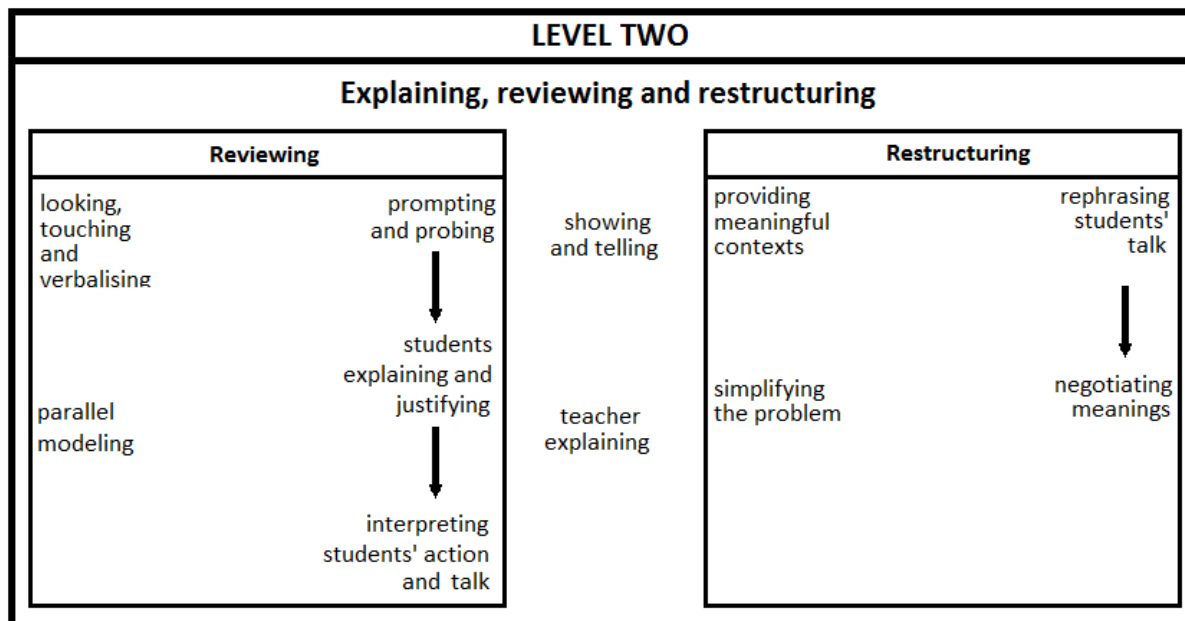 LEVEL TWO
Explaining, reviewing and restructuring
Reviewing
looking,
touching
and
verbalising
parallel
modeling
prompting
and probing
students
explaining and
justifying
interpreting
students' action
and talk
showing
and telling
teacher
explaining
Restructuring
providing
meaningful
contexts
simplifying
the problem
rephrasing
students'
talk
negotiating
meanings